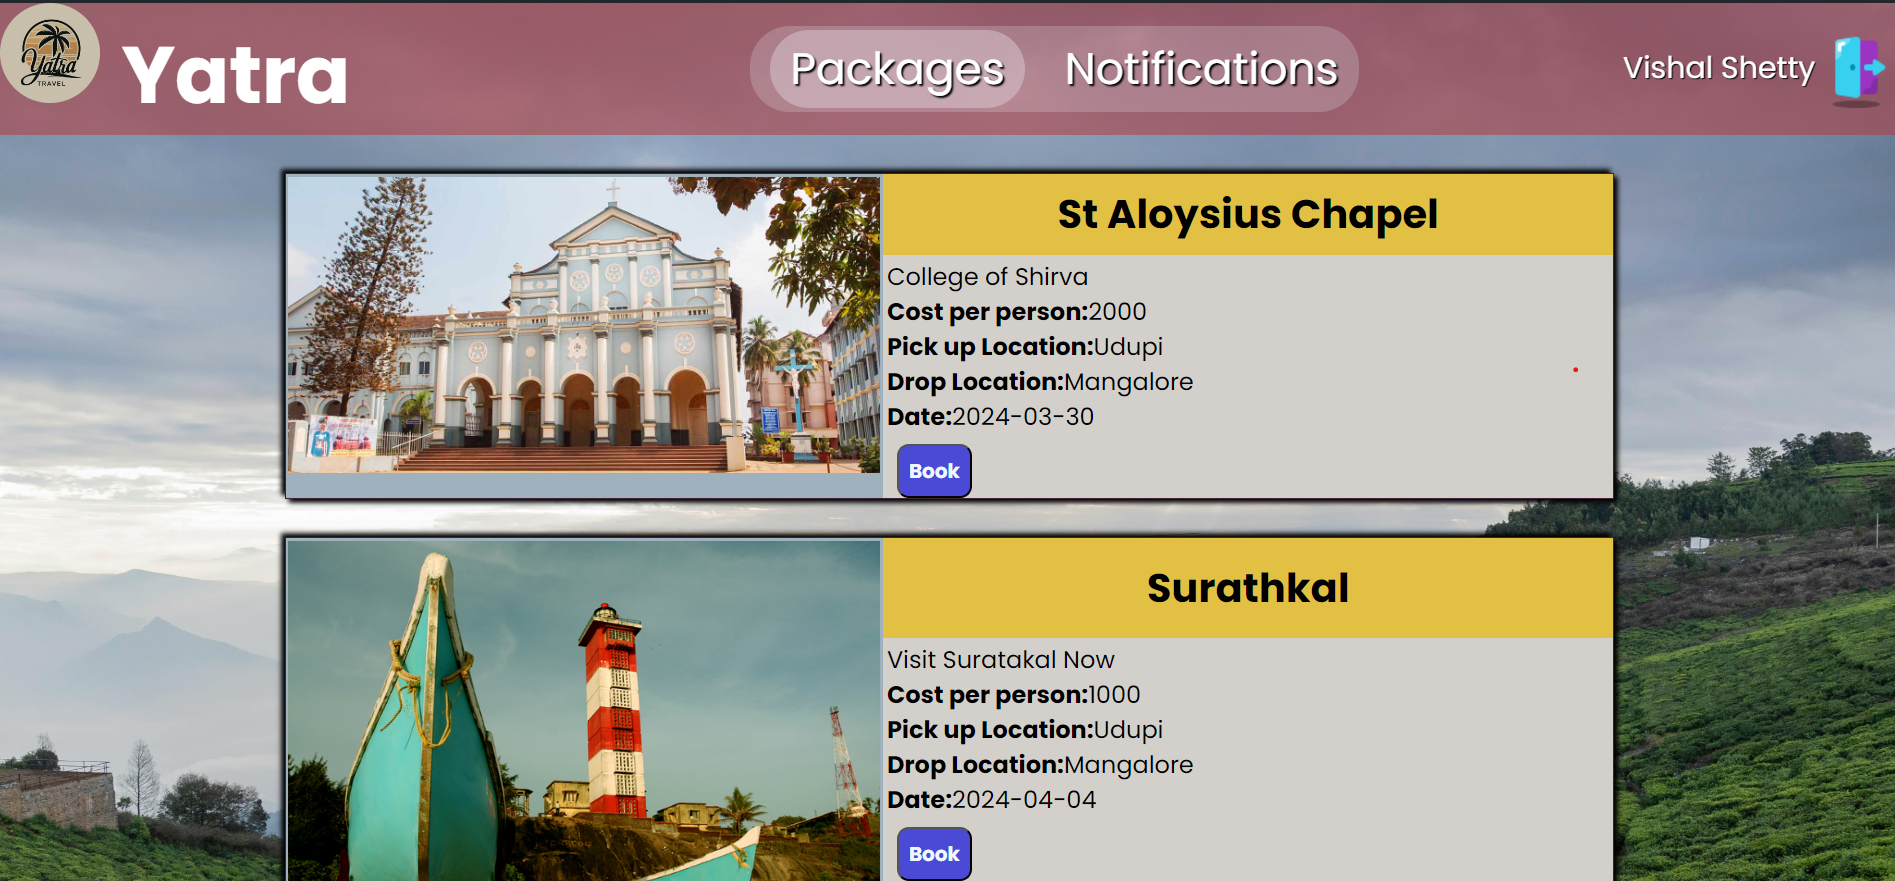 Yatra
TRAVEL
Yatra
Packages
Notifications
Vishal Shetty
St Aloysius Chapel
College of Shirva
Cost per person:2000
Pick up Location:Udupi
Drop Location:Mangalore
Date:2024-03-30
Book
Surathkal
Visit Suratakal Now
Cost per person:1000
Pick up Location:Udupi
Drop Location:Mangalore
Date:2024-04-04
Book